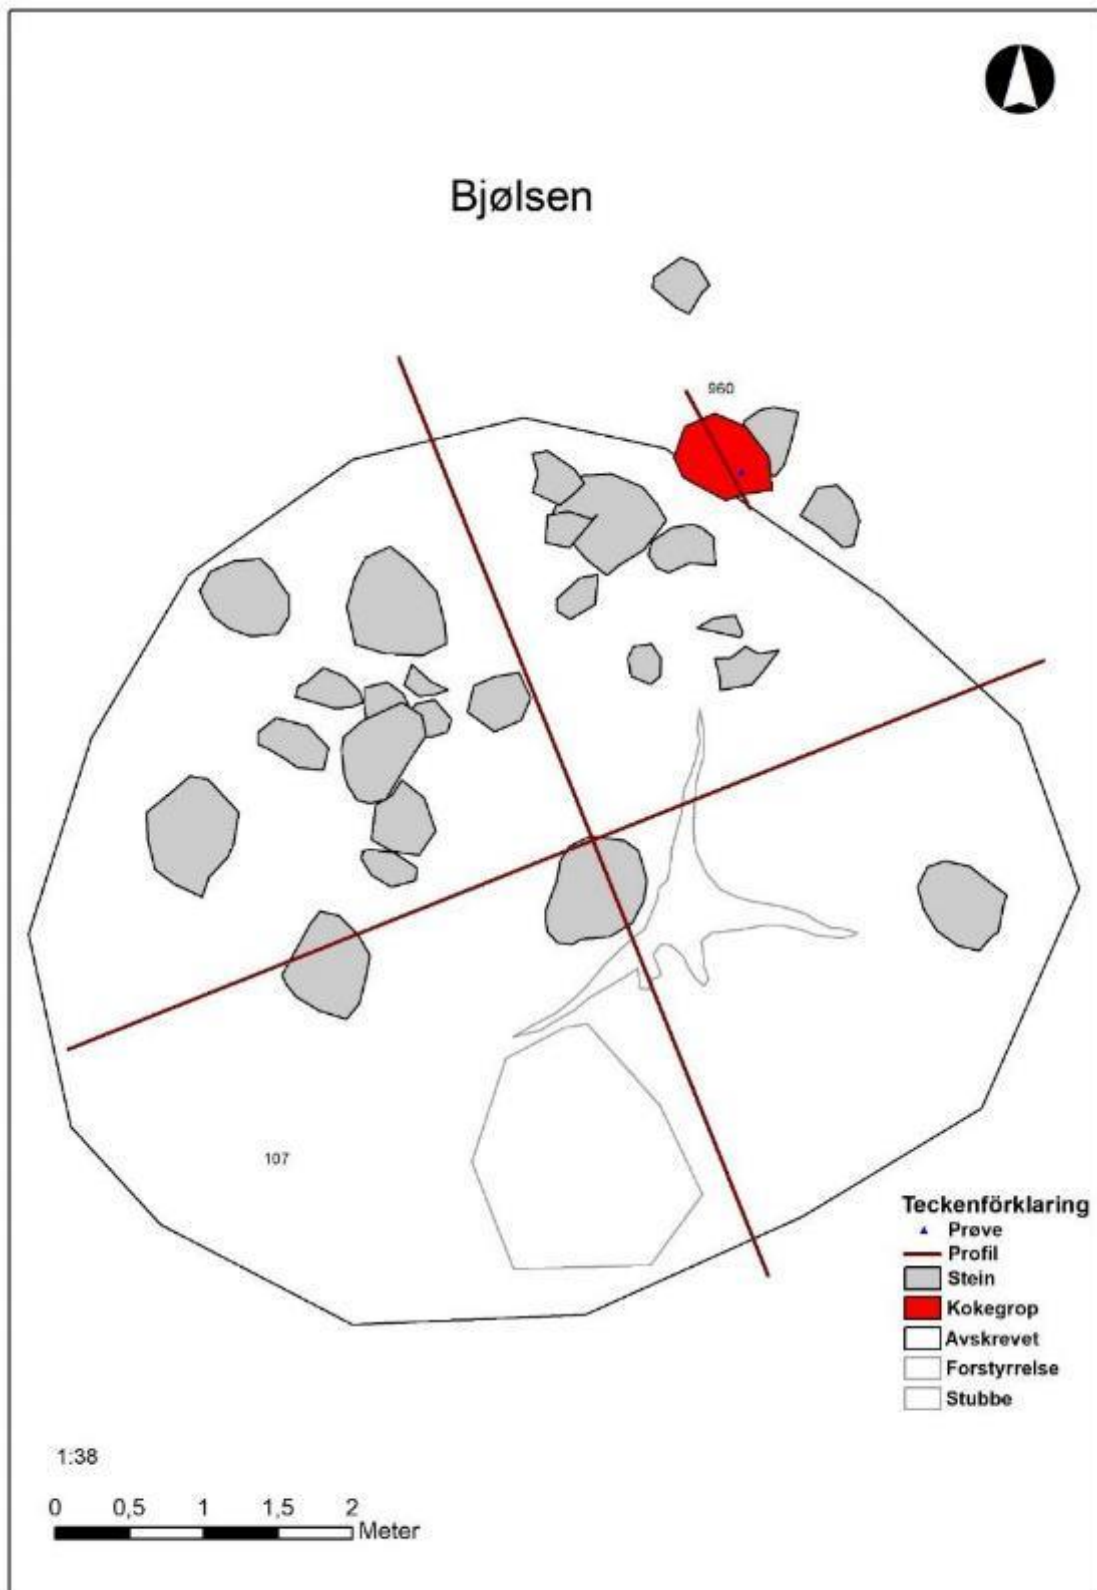 Bjølsen
960
107
Teckenförklaring
Prøve
Profil
Stein
Kokegrop
Avskrevet
Forstyrrelse
Stubbe
1:38
0 0,5 1 1,5 2
Meter